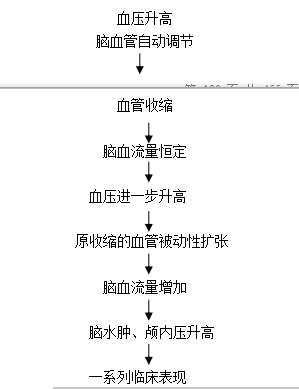 血压升高
脑血管自动调节
血管收缩
脑血流量恒定
血压进一步升高
原收缩的血管被动性扩张
脑血流量增加
脑水肿、颅内压升高
一系列临床表现